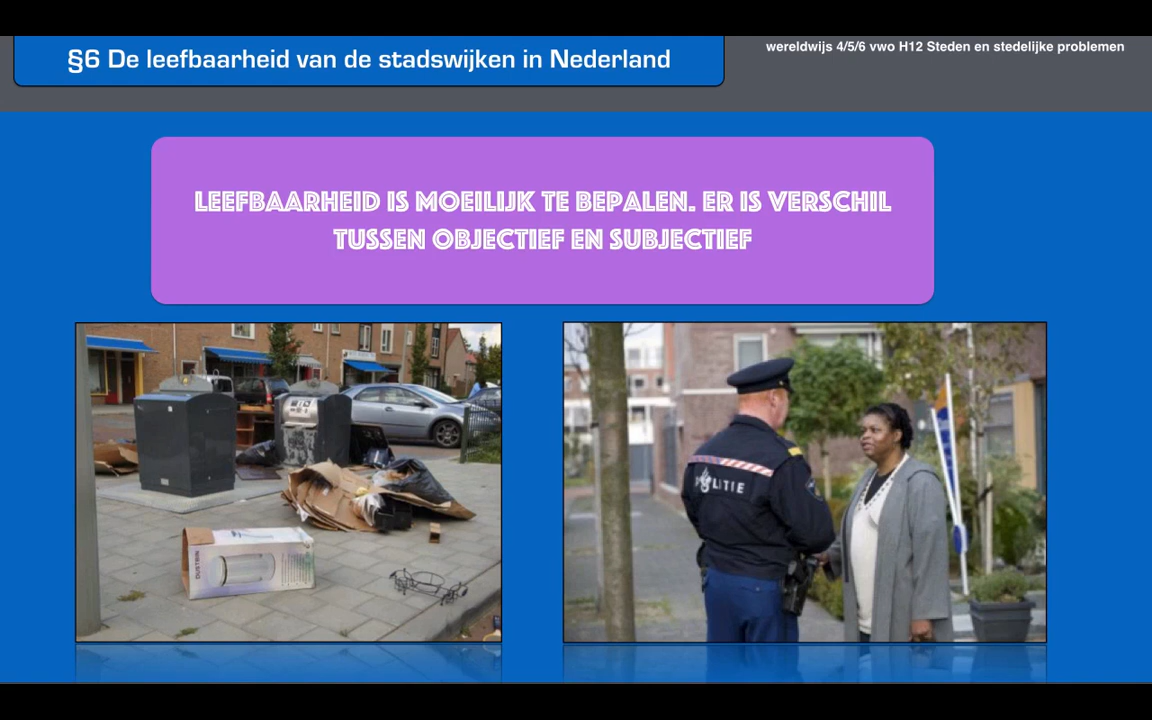 §6 De leefbaarheid van de stadswijken in Nederland
wereldwijs 4/5/6 vwo H12 Steden en stedelijke problemen
LEEFBAARHEID IS MOEILIJK TE BEPALEN. ER IS VERSCHIL
TUSSEN OBJECTIEF EN SUBJECTIEF
DUSTBIN
POLITIE